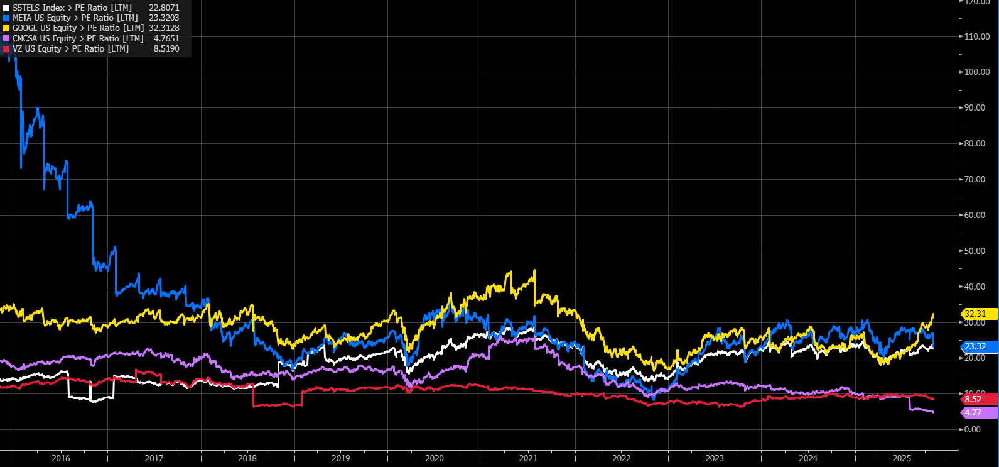 S5TELS Index > PE Ratio [LTM] 22.8071
META US Equity > PE Ratio [LTM] 23.3203
GOOGL US Equity > PE Ratio [LTM] 32.3128
CMCSA US Equity > PE Ratio [LTM] 4.7651
VZ US Equity > PE Ratio [LTM] 8.5190
120.00
110.00
100.00
90.00
80.00
70.00
60.00
50.00
40.00
32.31
30.00
23.32
20.00
10.00
8.52
4.77
0.00
2016 2017 2018 2019 2020 2021 2022 2023 2024 2025